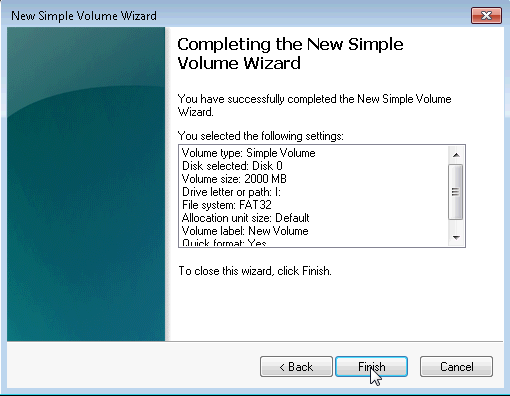 New Simple Volume Wizard
Completing the New Simple
Volume Wizard
You have successfully completed the New Simple Volume
Wizard.
You selected the following settings:
Volume type: Simple Volume
Disk selected: Disk 0
Volume size: 2000 MB
Drive letter or path: I:
File system: FAT32
Allocation unit size: Default
Volume label: New Volume
Quick format: Yes
To close this wizard, click Finish.
< Back
Finish
Cancel